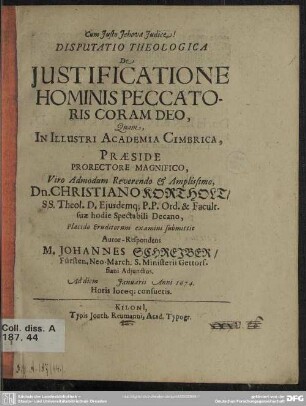 Cum Justo Jehova Judice!
DISPUTATIO THEOLOGICA
De
JUSTIFICATIONE
HOMINIS PECCATO-
RIS CORAM DEO,
Quam,
IN ILLUSTRI ACADEMIA CIMBRICA,
PRÆSIDE
PRORECTORE MAGNIFICO,
Viro Admodum Reverendo & Amplissimo,
Dn. CHRISTIANO KORTHOLT/
SS. Theol. D. Ejusdemq; P.P. Ord. & Facult-
suæ hodie Spectabili Decano,
Placido Eruditorum examini submittit
Autor-Respondens
M. JOHANNES SCHREIBER/
Fürsten, Neo-March. S. Ministerii Gettorf-
fiani Adjunctus.
Ad diem Januarii Anni 1674.
Horis locoq; consuetis.
KILONI,
Typis Joach. Reumanni, Acad. Typogr.
Coll. diss. A
187, 44